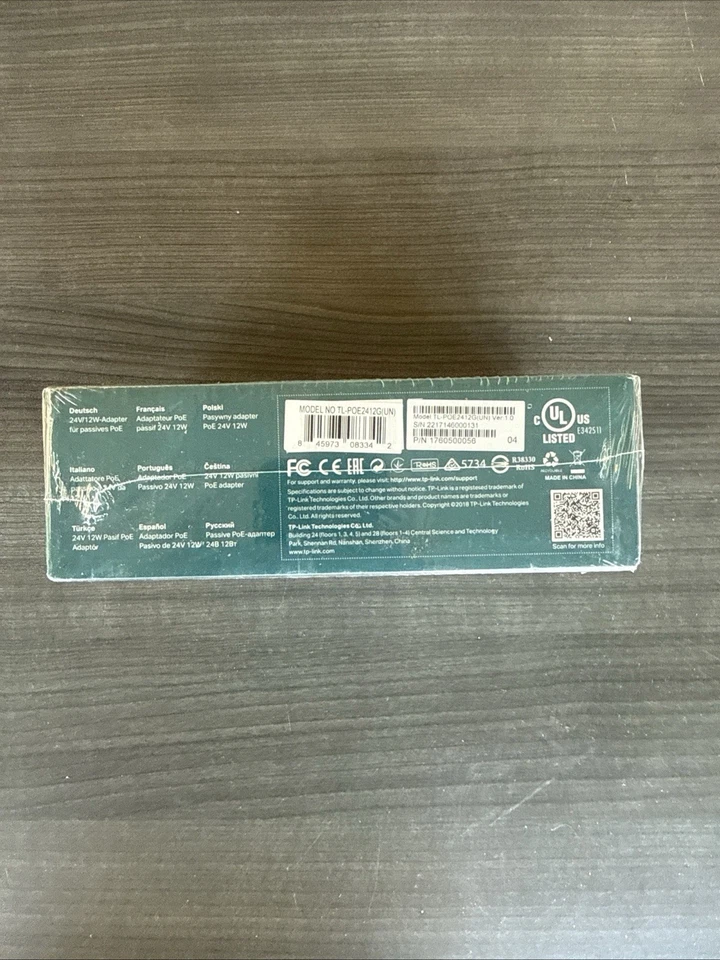 Deutsch
24V12W-Adapter
für passives PoE
Français
Adaptateur PoE
passif 24V 12W
Polski
Pasywny adapter
PoE 24V 12W
Italiano
Adattatore PoE
Português
Adaptador PoE
Passivo 24V 12W
Čeština
24V 12W pasivní
PoE adapter
Türkçe
24V 12W Pasif PoE
Adaptör
Español
Adaptador PoE
Pasivo de 24V 12W
Русский
Passive PoE-адаптер
24В 12Вт
MODEL NO TL-POE2412G(UN)
8 45973 08334 2
Model: TL-POE2412G(UN) Ver:1.0
S/N 2217146000131
P/N 1760500056 04
C UL US
LISTED
E342511
FC CE EAC RoHS 5734 R38330
RoHS
MADE IN CHINA
For support and warranty, please visit: http://www.tp-link.com/support
Specifications are subject to change without notice. TP-Link is a registered trademark of
TP-Link Technologies Co., Ltd. Other brands and product names are trademarks or
registered trademarks of their respective holders. Copyright ©2018 TP-Link Technologies
Co., Ltd. All rights reserved.
TP-Link Technologies Co., Ltd.
Building 24 (floors 1, 3, 4, 5) and 28 (floors 1-4) Central Science and Technology
Park, Shennan Rd, Nanshan, Shenzhen, China
www.tp-link.com
Scan for more info